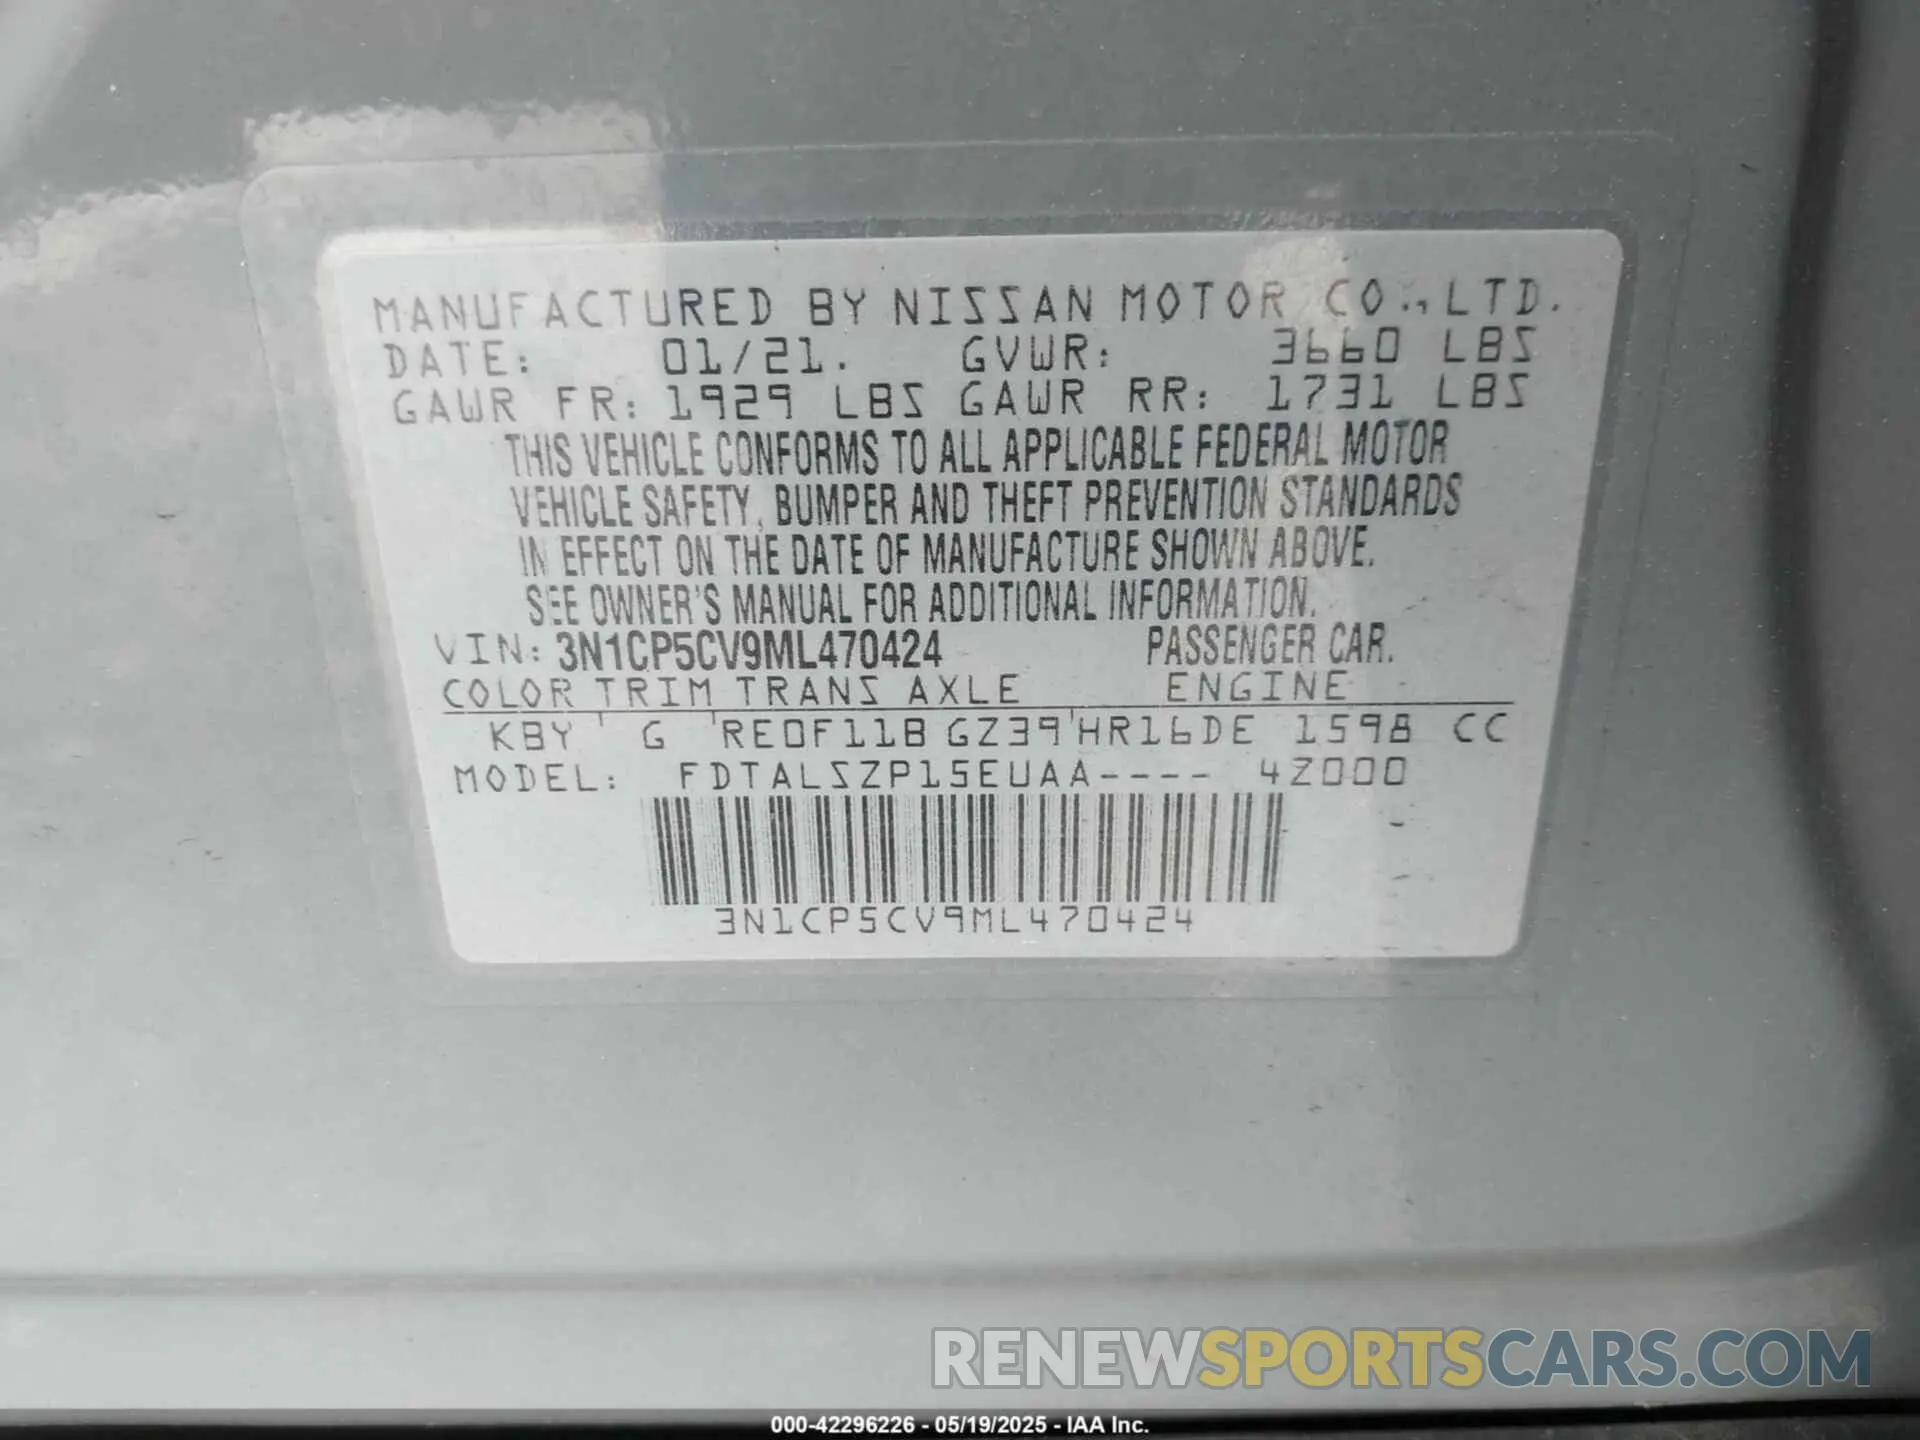 MANUFACTURED BY NISSAN MOTOR CO., LTD.
DATE: 01/21. GVWR: 3660 LBS
GAWR FR: 1929 LBS GAWR RR: 1731 LBS
THIS VEHICLE CONFORMS TO ALL APPLICABLE FEDERAL MOTOR
VEHICLE SAFETY, BUMPER AND THEFT PREVENTION STANDARDS
IN EFFECT ON THE DATE OF MANUFACTURE SHOWN ABOVE.
SEE OWNER'S MANUAL FOR ADDITIONAL INFORMATION.
VIN: 3N1CP5CV9ML470424 PASSENGER CAR.
COLOR TRIM TRANS AXLE ENGINE
KBY G RE0F11B GZ39 HR16DE 1598 CC
MODEL: FDTALSZP15EUAA---- 4Z000
3N1CP5CV9ML470424
RENEWSPORTSCARS.COM
000-42296226 - 05/19/2025 - IAA Inc.